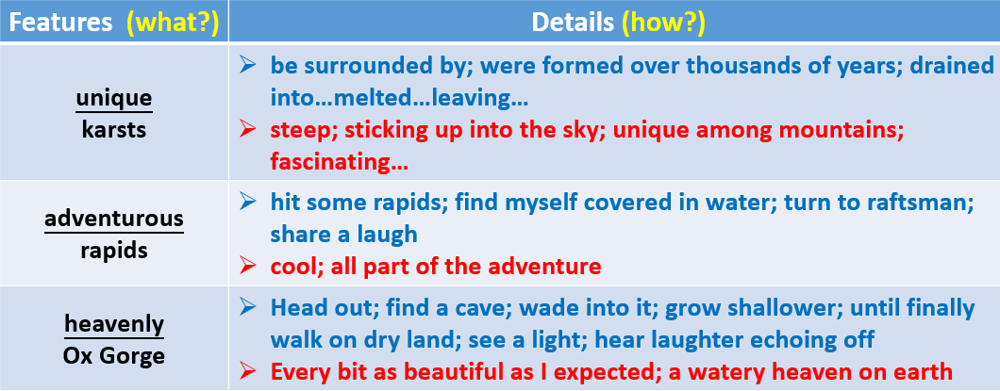 Features (what?)
Details (how?)
unique
karsts
be surrounded by; were formed over thousands of years; drained
into…melted…leaving…
steep; sticking up into the sky; unique among mountains;
fascinating…
adventurous
rapids
hit some rapids; find myself covered in water; turn to raftsman;
share a laugh
cool; all part of the adventure
heavenly
Ox Gorge
Head out; find a cave; wade into it; grow shallower; until finally
walk on dry land; see a light; hear laughter echoing off
Every bit as beautiful as I expected; a watery heaven on earth